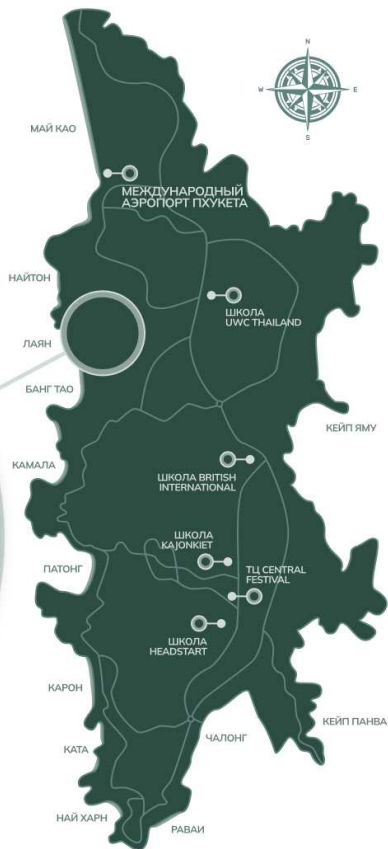 N
W
E
S
МАЙ КАО
МЕЖДУНАРОДНЫЙ
АЭРОПОРТ ПХУКЕТА
НАЙТОН
ШКОЛА
UWC THAILAND
ЛАЯН
БАНГ ТАО
КЕЙП ЯМУ
КАМАЛА
ШКОЛА BRITISH
INTERNATIONAL
ШКОЛА
KAJONKIET
ПАТОНГ
ТЦ CENTRAL
FESTIVAL
ШКОЛА
HEADSTART
КАРОН
КЕЙП ПАНВА
ЧАЛОНГ
КАТА
НАЙ ХАРН
РАВАИ